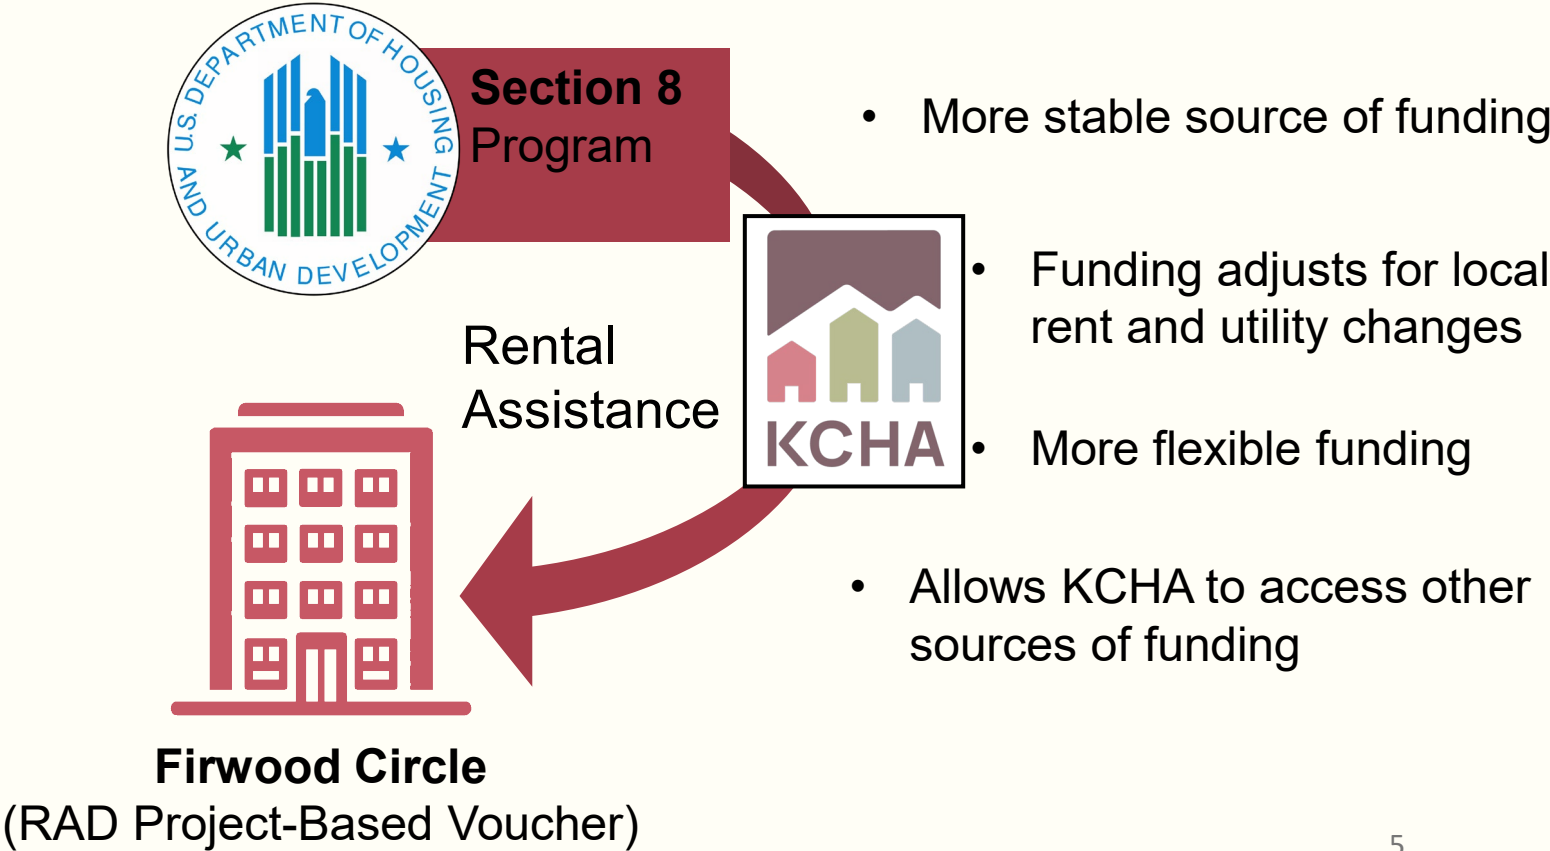 U.S. DEPARTMENT OF HOUSING
AND URBAN DEVELOPMENT
Section 8
Program
• More stable source of funding
• Funding adjusts for local
rent and utility changes
Rental
Assistance
KCHA
• More flexible funding
• Allows KCHA to access other
sources of funding
Firwood Circle
(RAD Project-Based Voucher)
5